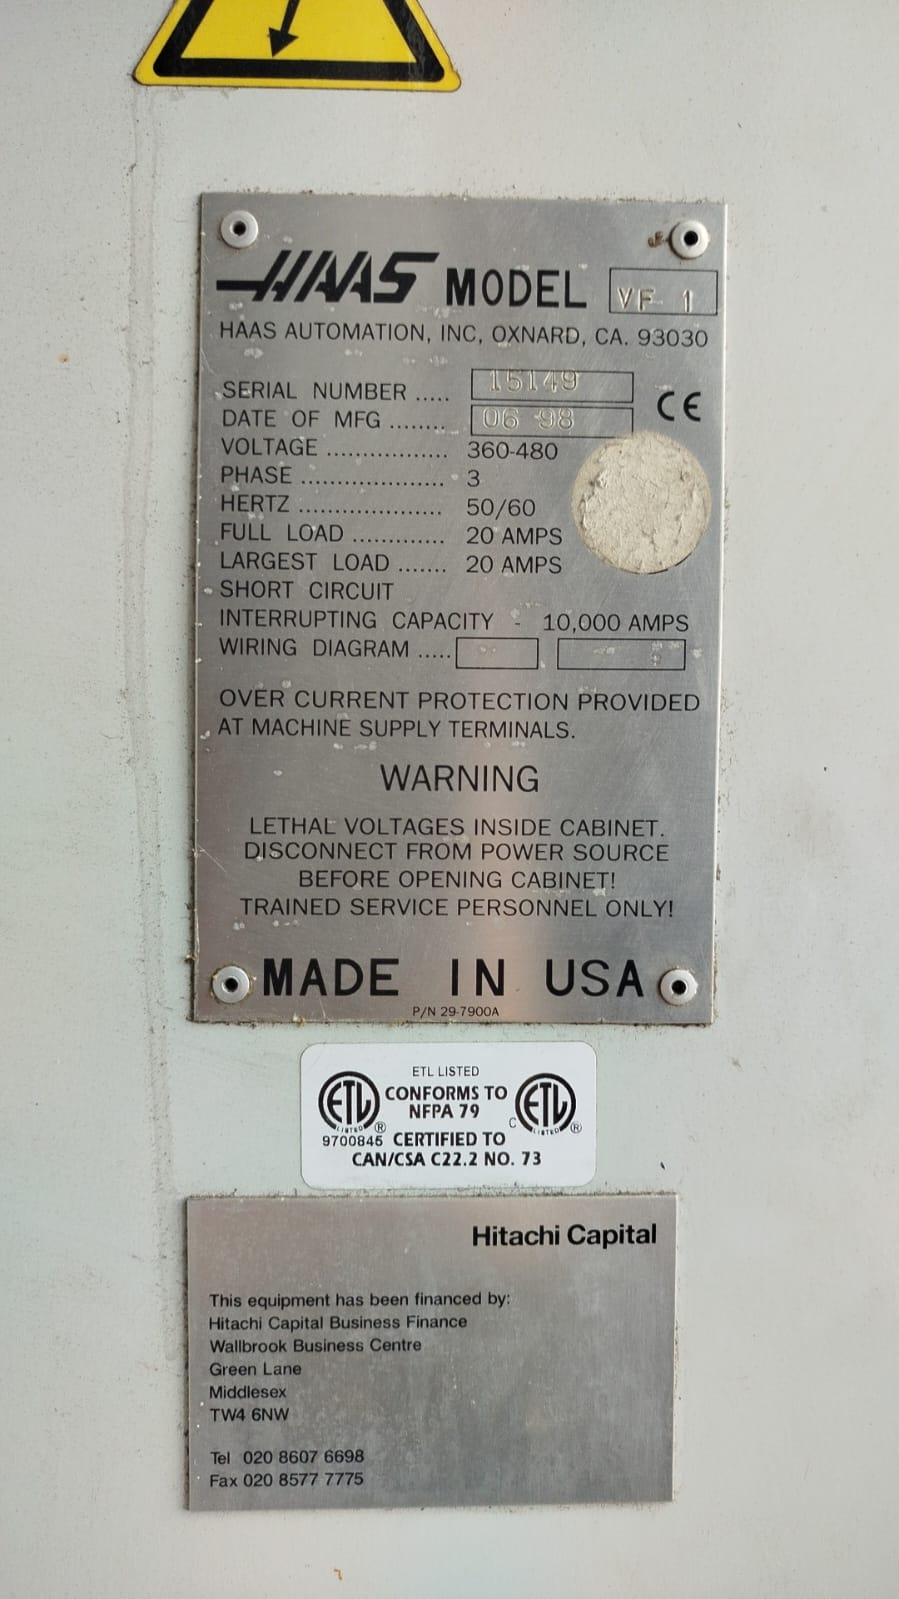 HAAS MODEL VF 1
HAAS AUTOMATION, INC, OXNARD, CA. 93030
SERIAL NUMBER ..... 15149
CE
DATE OF MFG ........ 06 98
VOLTAGE ................. 360-480
PHASE .................... 3
HERTZ .................... 50/60
FULL LOAD ............. 20 AMPS
LARGEST LOAD ....... 20 AMPS
SHORT CIRCUIT
INTERRUPTING CAPACITY - 10,000 AMPS
WIRING DIAGRAM .....
OVER CURRENT PROTECTION PROVIDED
AT MACHINE SUPPLY TERMINALS.
WARNING
LETHAL VOLTAGES INSIDE CABINET.
DISCONNECT FROM POWER SOURCE
BEFORE OPENING CABINET!
TRAINED SERVICE PERSONNEL ONLY!
MADE IN USA
P/N 29-7900A
ETL LISTED
ETL LISTED ® CONFORMS TO C ETL LISTED ®
NFPA 79
9700845 CERTIFIED TO
CAN/CSA C22.2 NO. 73
Hitachi Capital
This equipment has been financed by:
Hitachi Capital Business Finance
Wallbrook Business Centre
Green Lane
Middlesex
TW4 6NW
Tel 020 8607 6698
Fax 020 8577 7775